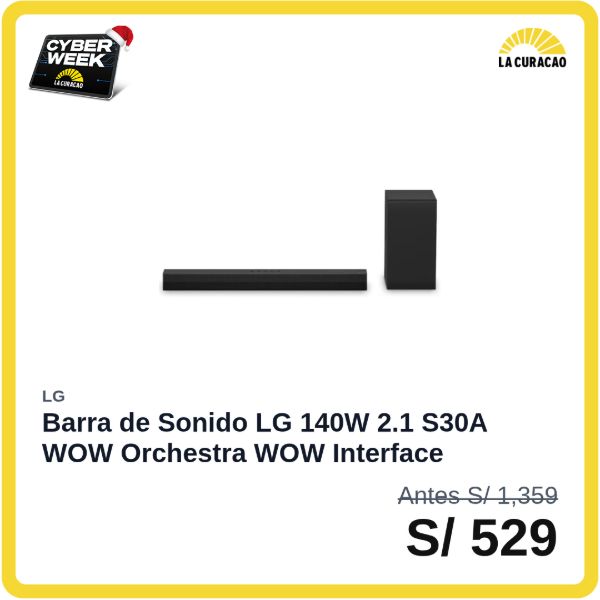 CYBER
WEEK
LA CURACAO
LA CURACAO
LG
Barra de Sonido LG 140W 2.1 S30A
WOW Orchestra WOW Interface
Antes S/ 1,359
S/ 529